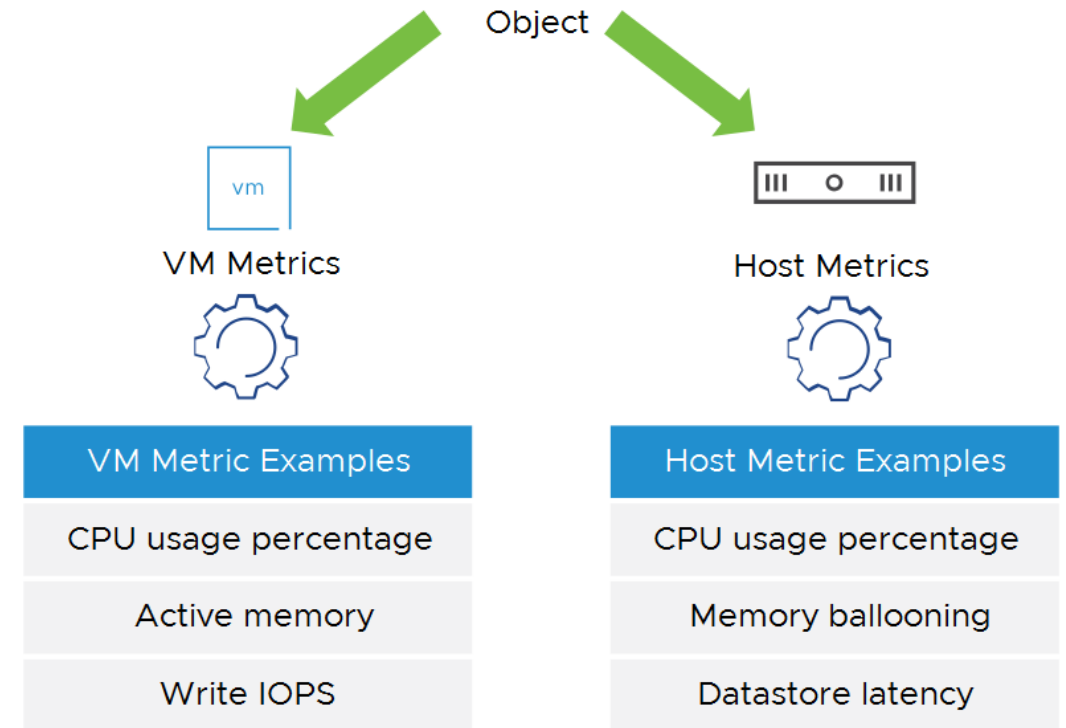 Object
vm
VM Metrics
Host Metrics
VM Metric Examples
CPU usage percentage
Active memory
Write IOPS
Host Metric Examples
CPU usage percentage
Memory ballooning
Datastore latency